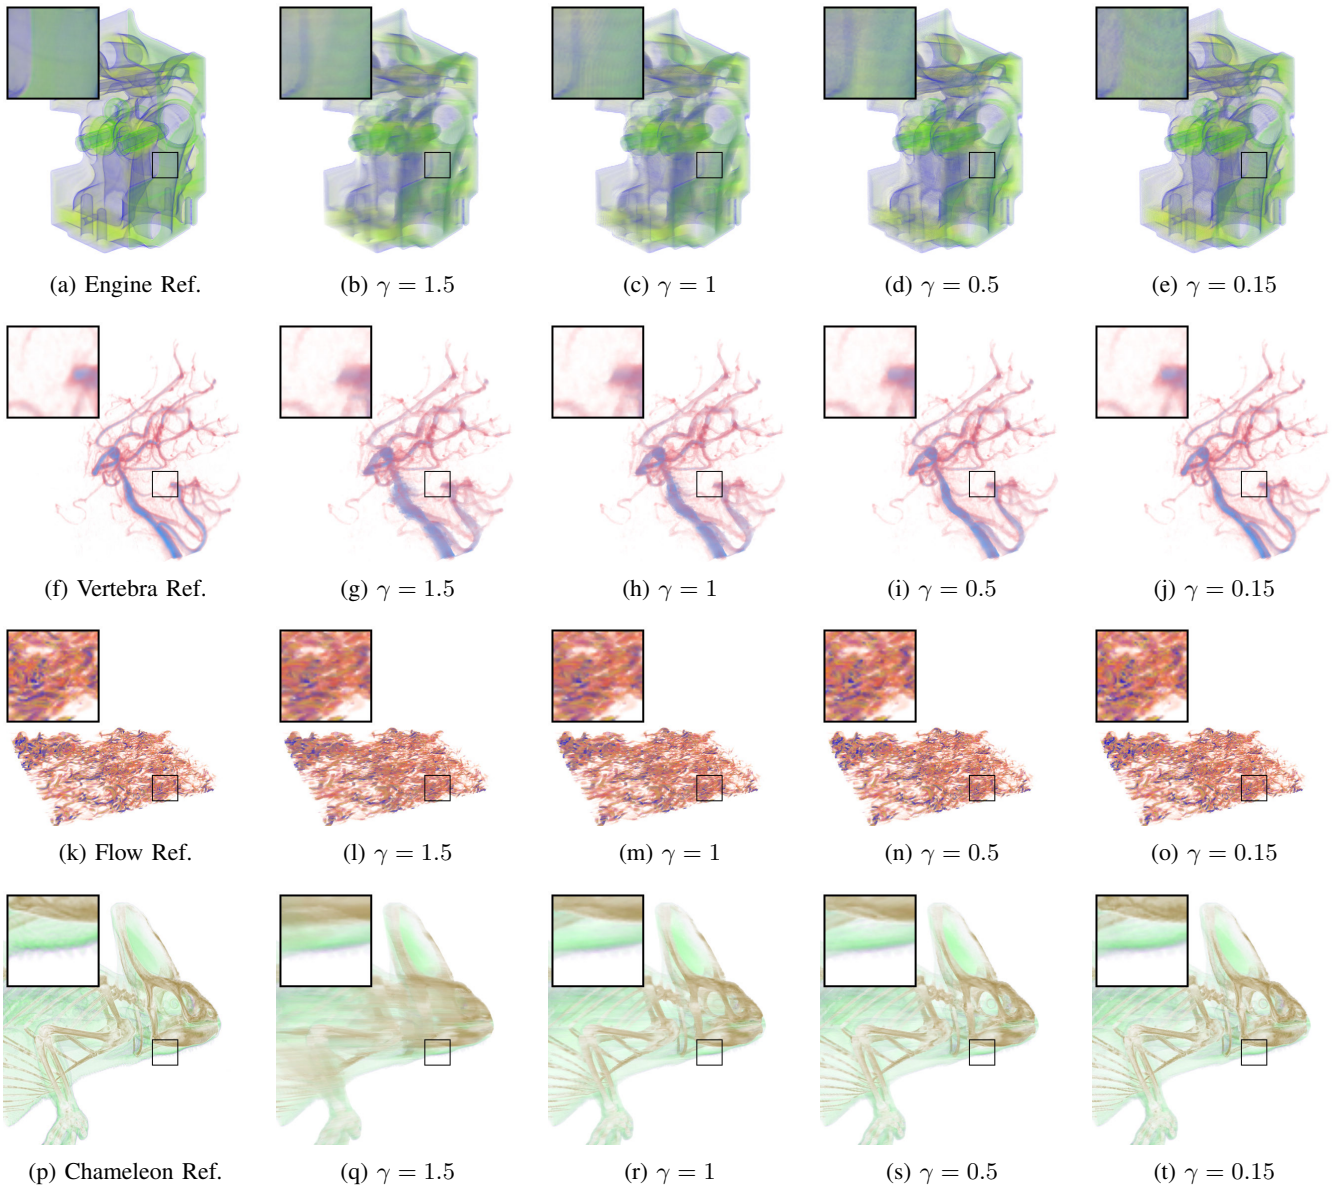 (a) Engine Ref.
(b) γ = 1.5
(c) γ = 1
(d) γ = 0.5
(e) γ = 0.15
(f) Vertebra Ref.
(g) γ = 1.5
(h) γ = 1
(i) γ = 0.5
(j) γ = 0.15
(k) Flow Ref.
(l) γ = 1.5
(m) γ = 1
(n) γ = 0.5
(o) γ = 0.15
(p) Chameleon Ref.
(q) γ = 1.5
(r) γ = 1
(s) γ = 0.5
(t) γ = 0.15